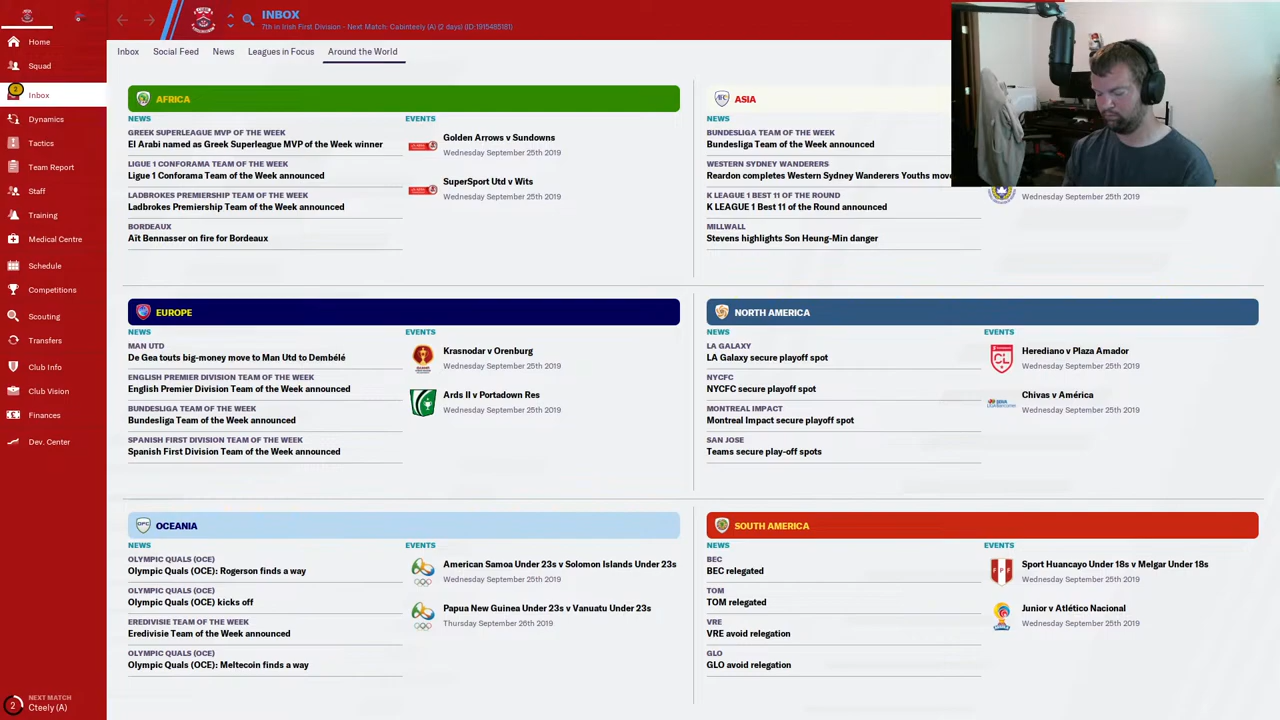 INBOX
7th in Irish First Division - Next Match: Cabinteely (A) (2 days) (ID:1915485181)
Home
Squad
2
Inbox
Dynamics
Tactics
Team Report
Staff
Training
Medical Centre
Schedule
Competitions
Scouting
Transfers
Club Info
Club Vision
Finances
Dev. Center
2
NEXT MATCH
Cteely (A)
Inbox Social Feed News Leagues in Focus Around the World
AFRICA
NEWS
GREEK SUPERLEAGUE MVP OF THE WEEK
El Arabi named as Greek Superleague MVP of the Week winner
LIGUE 1 CONFORAMA TEAM OF THE WEEK
Ligue 1 Conforama Team of the Week announced
LADBROKES PREMIERSHIP TEAM OF THE WEEK
Ladbrokes Premiership Team of the Week announced
BORDEAUX
Aït Bennasser on fire for Bordeaux
EVENTS
Golden Arrows v Sundowns
Wednesday September 25th 2019
SuperSport Utd v Wits
Wednesday September 25th 2019
ASIA
NEWS
BUNDESLIGA TEAM OF THE WEEK
Bundesliga Team of the Week announced
WESTERN SYDNEY WANDERERS
Reardon completes Western Sydney Wanderers Youths move
K LEAGUE 1 BEST 11 OF THE ROUND
K LEAGUE 1 Best 11 of the Round announced
MILLWALL
Stevens highlights Son Heung-Min danger
Wednesday September 25th 2019
EUROPE
NEWS
MAN UTD
De Gea touts big-money move to Man Utd to Dembélé
ENGLISH PREMIER DIVISION TEAM OF THE WEEK
English Premier Division Team of the Week announced
BUNDESLIGA TEAM OF THE WEEK
Bundesliga Team of the Week announced
SPANISH FIRST DIVISION TEAM OF THE WEEK
Spanish First Division Team of the Week announced
EVENTS
Krasnodar v Orenburg
Wednesday September 25th 2019
Ards II v Portadown Res
Wednesday September 25th 2019
NORTH AMERICA
NEWS
LA GALAXY
LA Galaxy secure playoff spot
NYCFC
NYCFC secure playoff spot
MONTREAL IMPACT
Montreal Impact secure playoff spot
SAN JOSE
Teams secure play-off spots
EVENTS
Herediano v Plaza Amador
Wednesday September 25th 2019
Chivas v América
Wednesday September 25th 2019
OCEANIA
NEWS
OLYMPIC QUALS (OCE)
Olympic Quals (OCE): Rogerson finds a way
OLYMPIC QUALS (OCE)
Olympic Quals (OCE) kicks off
EREDIVISIE TEAM OF THE WEEK
Eredivisie Team of the Week announced
OLYMPIC QUALS (OCE)
Olympic Quals (OCE): Meltecoin finds a way
EVENTS
American Samoa Under 23s v Solomon Islands Under 23s
Wednesday September 25th 2019
Papua New Guinea Under 23s v Vanuatu Under 23s
Thursday September 26th 2019
SOUTH AMERICA
NEWS
BEC
BEC relegated
TOM
TOM relegated
VRE
VRE avoid relegation
GLO
GLO avoid relegation
EVENTS
Sport Huancayo Under 18s v Melgar Under 18s
Wednesday September 25th 2019
Junior v Atlético Nacional
Wednesday September 25th 2019